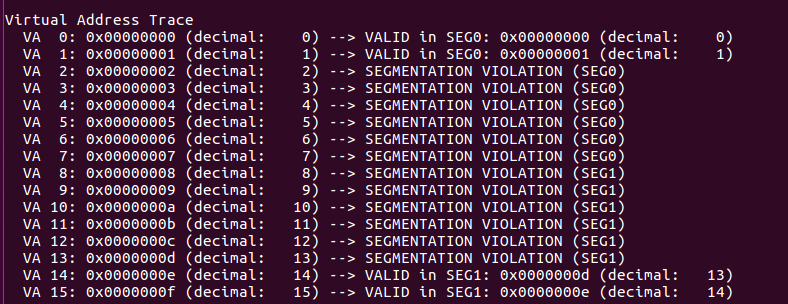 Virtual Address Trace
  VA  0: 0x00000000 (decimal:    0) --> VALID in SEG0: 0x00000000 (decimal:    0)
  VA  1: 0x00000001 (decimal:    1) --> VALID in SEG0: 0x00000001 (decimal:    1)
  VA  2: 0x00000002 (decimal:    2) --> SEGMENTATION VIOLATION (SEG0)
  VA  3: 0x00000003 (decimal:    3) --> SEGMENTATION VIOLATION (SEG0)
  VA  4: 0x00000004 (decimal:    4) --> SEGMENTATION VIOLATION (SEG0)
  VA  5: 0x00000005 (decimal:    5) --> SEGMENTATION VIOLATION (SEG0)
  VA  6: 0x00000006 (decimal:    6) --> SEGMENTATION VIOLATION (SEG0)
  VA  7: 0x00000007 (decimal:    7) --> SEGMENTATION VIOLATION (SEG0)
  VA  8: 0x00000008 (decimal:    8) --> SEGMENTATION VIOLATION (SEG1)
  VA  9: 0x00000009 (decimal:    9) --> SEGMENTATION VIOLATION (SEG1)
  VA 10: 0x0000000a (decimal:   10) --> SEGMENTATION VIOLATION (SEG1)
  VA 11: 0x0000000b (decimal:   11) --> SEGMENTATION VIOLATION (SEG1)
  VA 12: 0x0000000c (decimal:   12) --> SEGMENTATION VIOLATION (SEG1)
  VA 13: 0x0000000d (decimal:   13) --> SEGMENTATION VIOLATION (SEG1)
  VA 14: 0x0000000e (decimal:   14) --> VALID in SEG1: 0x0000000d (decimal:   13)
  VA 15: 0x0000000f (decimal:   15) --> VALID in SEG1: 0x0000000e (decimal:   14)